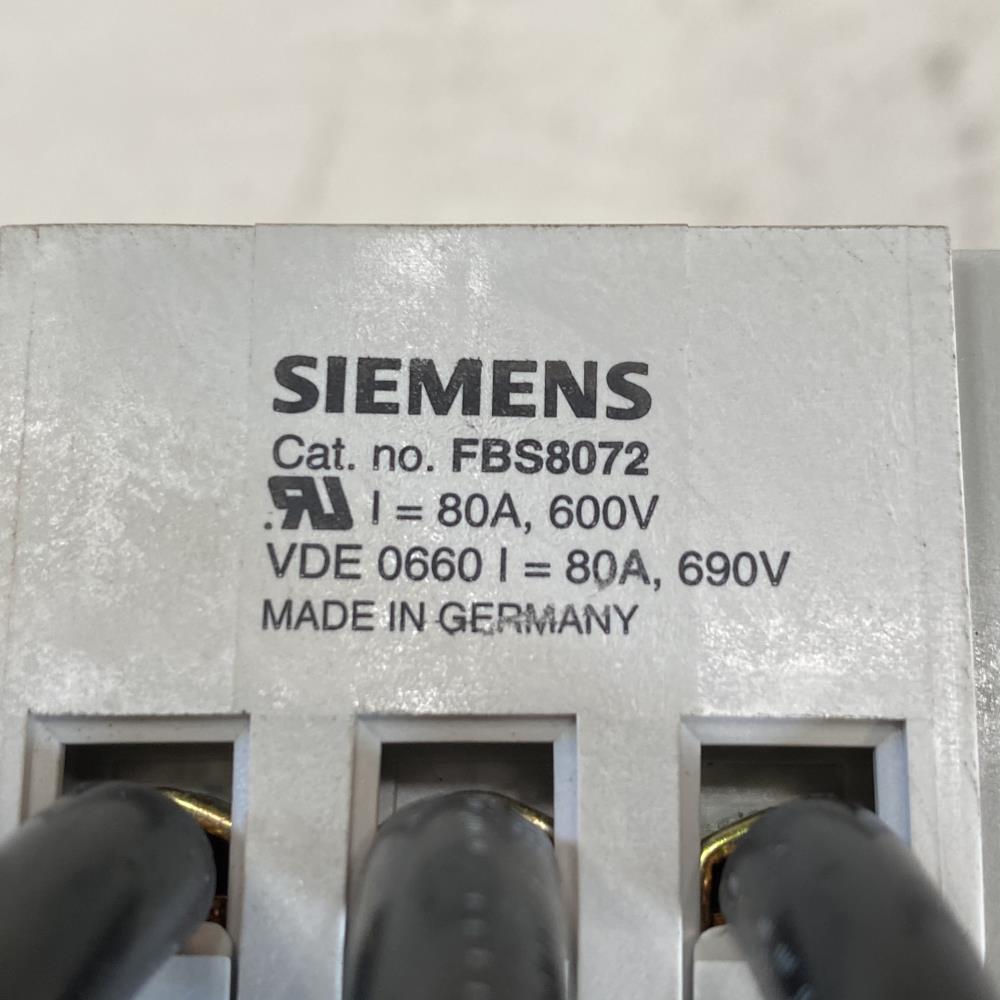 SIEMENS
Cat. no. FBS8072
I = 80A, 600V
VDE 0660 I = 80A, 690V
MADE IN GERMANY